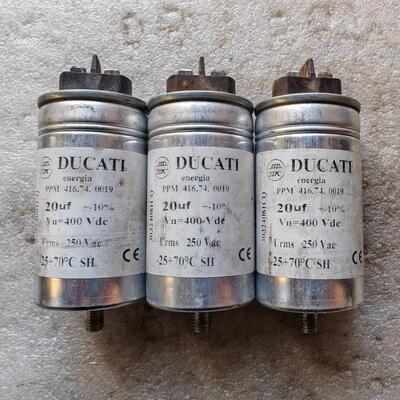 DUCATI
energia
PPM 416.74. 0019
20uf +-10%
Vn=400 Vdc
Urms 250 Vac
-25+70°C SH CE
DUCATI
energia
PPM 416.74. 0019
20uf +-10%
Vn=400 Vdc
Urms 250 Vac
-25+70°C SH CE
DUCATI
energia
PPM 416.74. 0019
20uf +-10%
Vn=400 Vdc
Urms 250 Vac
-25+70°C SH CE